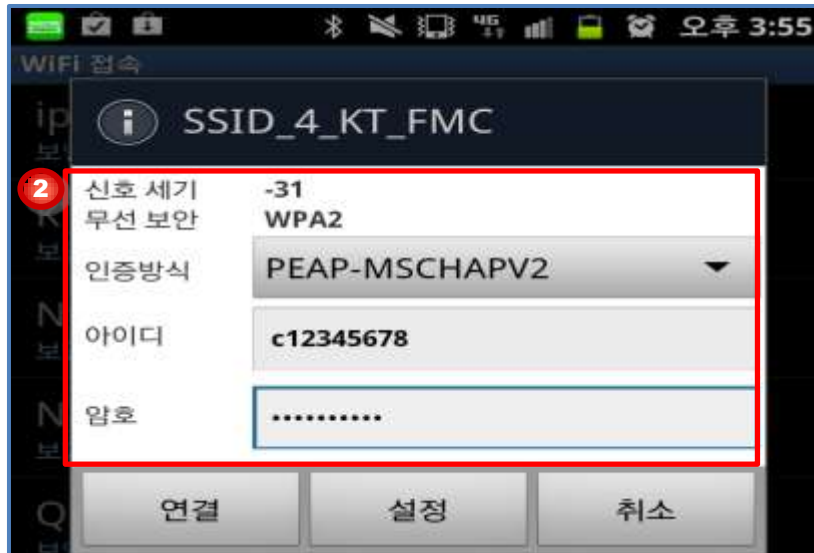 오후 3:55
WiFi 접속
ip
SSID_4_KT_FMC
2
신호 세기 -31
무선 보안 WPA2
인증방식 PEAP-MSCHAPV2
아이디 c12345678
암호 ••••••••••
N
N
Q
연결 설정 취소